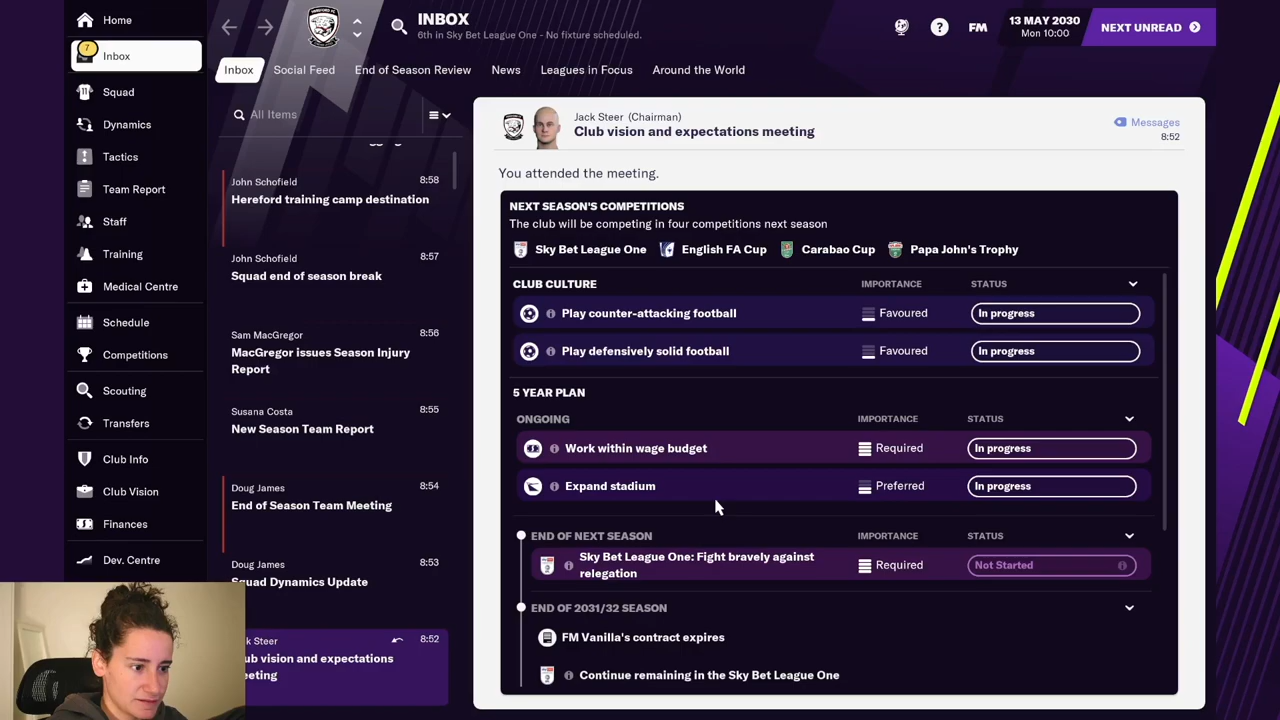 Home
7
Inbox
Squad
Dynamics
Tactics
Team Report
Staff
Training
Medical Centre
Schedule
Competitions
Scouting
Transfers
Club Info
Club Vision
Finances
Dev. Centre
INBOX
6th in Sky Bet League One - No fixture scheduled.
FM
13 MAY 2030
Mon 10:00
NEXT UNREAD
Inbox
Social Feed
End of Season Review
News
Leagues in Focus
Around the World
All Items
John Schofield 8:58
Hereford training camp destination
John Schofield 8:57
Squad end of season break
Sam MacGregor 8:56
MacGregor issues Season Injury
Report
Susana Costa 8:55
New Season Team Report
Doug James 8:54
End of Season Team Meeting
Doug James 8:53
Squad Dynamics Update
Steer 8:52
vision and expectations
Jack Steer (Chairman)
Club vision and expectations meeting
Messages
8:52
You attended the meeting.
NEXT SEASON'S COMPETITIONS
The club will be competing in four competitions next season
Sky Bet League One English FA Cup Carabao Cup Papa John's Trophy
CLUB CULTURE IMPORTANCE STATUS
Play counter-attacking football Favoured In progress
Play defensively solid football Favoured In progress
5 YEAR PLAN
ONGOING IMPORTANCE STATUS
Work within wage budget Required In progress
Expand stadium Preferred In progress
END OF NEXT SEASON IMPORTANCE STATUS
Sky Bet League One: Fight bravely against
relegation Required Not Started
END OF 2031/32 SEASON
FM Vanilla's contract expires
Continue remaining in the Sky Bet League One